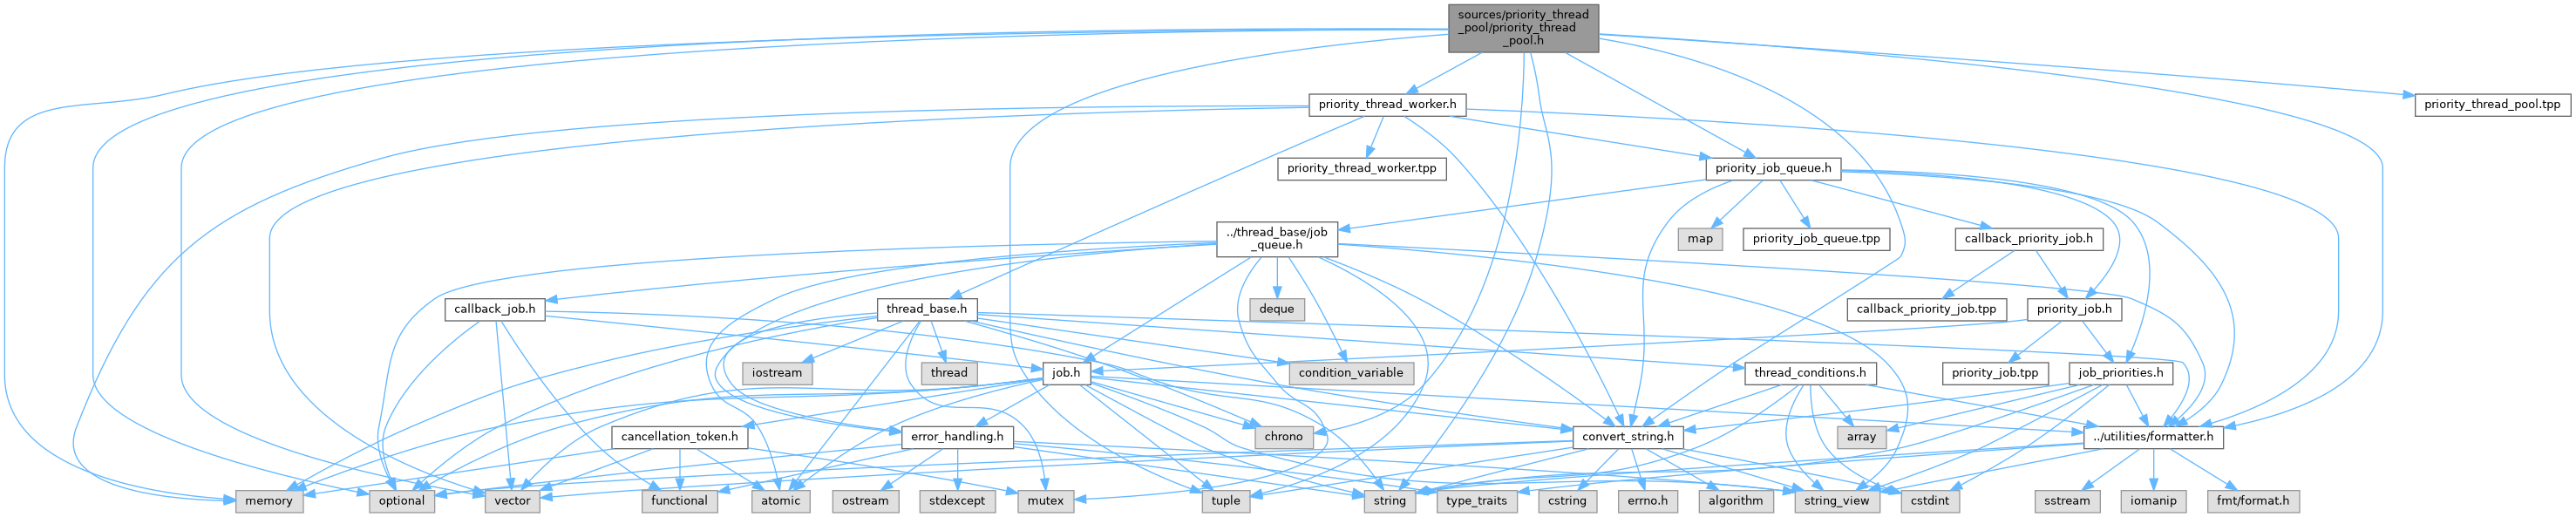 sources/priority_thread
_pool/priority_thread
_pool.h
priority_thread_worker.h
priority_thread_pool.tpp
priority_thread_worker.tpp
priority_job_queue.h
../thread_base/job
_queue.h
map
priority_job_queue.tpp
callback_priority_job.h
callback_job.h
thread_base.h
deque
callback_priority_job.tpp
priority_job.h
iostream
thread
job.h
condition_variable
thread_conditions.h
priority_job.tpp
job_priorities.h
cancellation_token.h
error_handling.h
chrono
convert_string.h
array
../utilities/formatter.h
memory
optional
vector
functional
atomic
ostream
stdexcept
mutex
tuple
string
type_traits
cstring
errno.h
algorithm
string_view
cstdint
sstream
iomanip
fmt/format.h